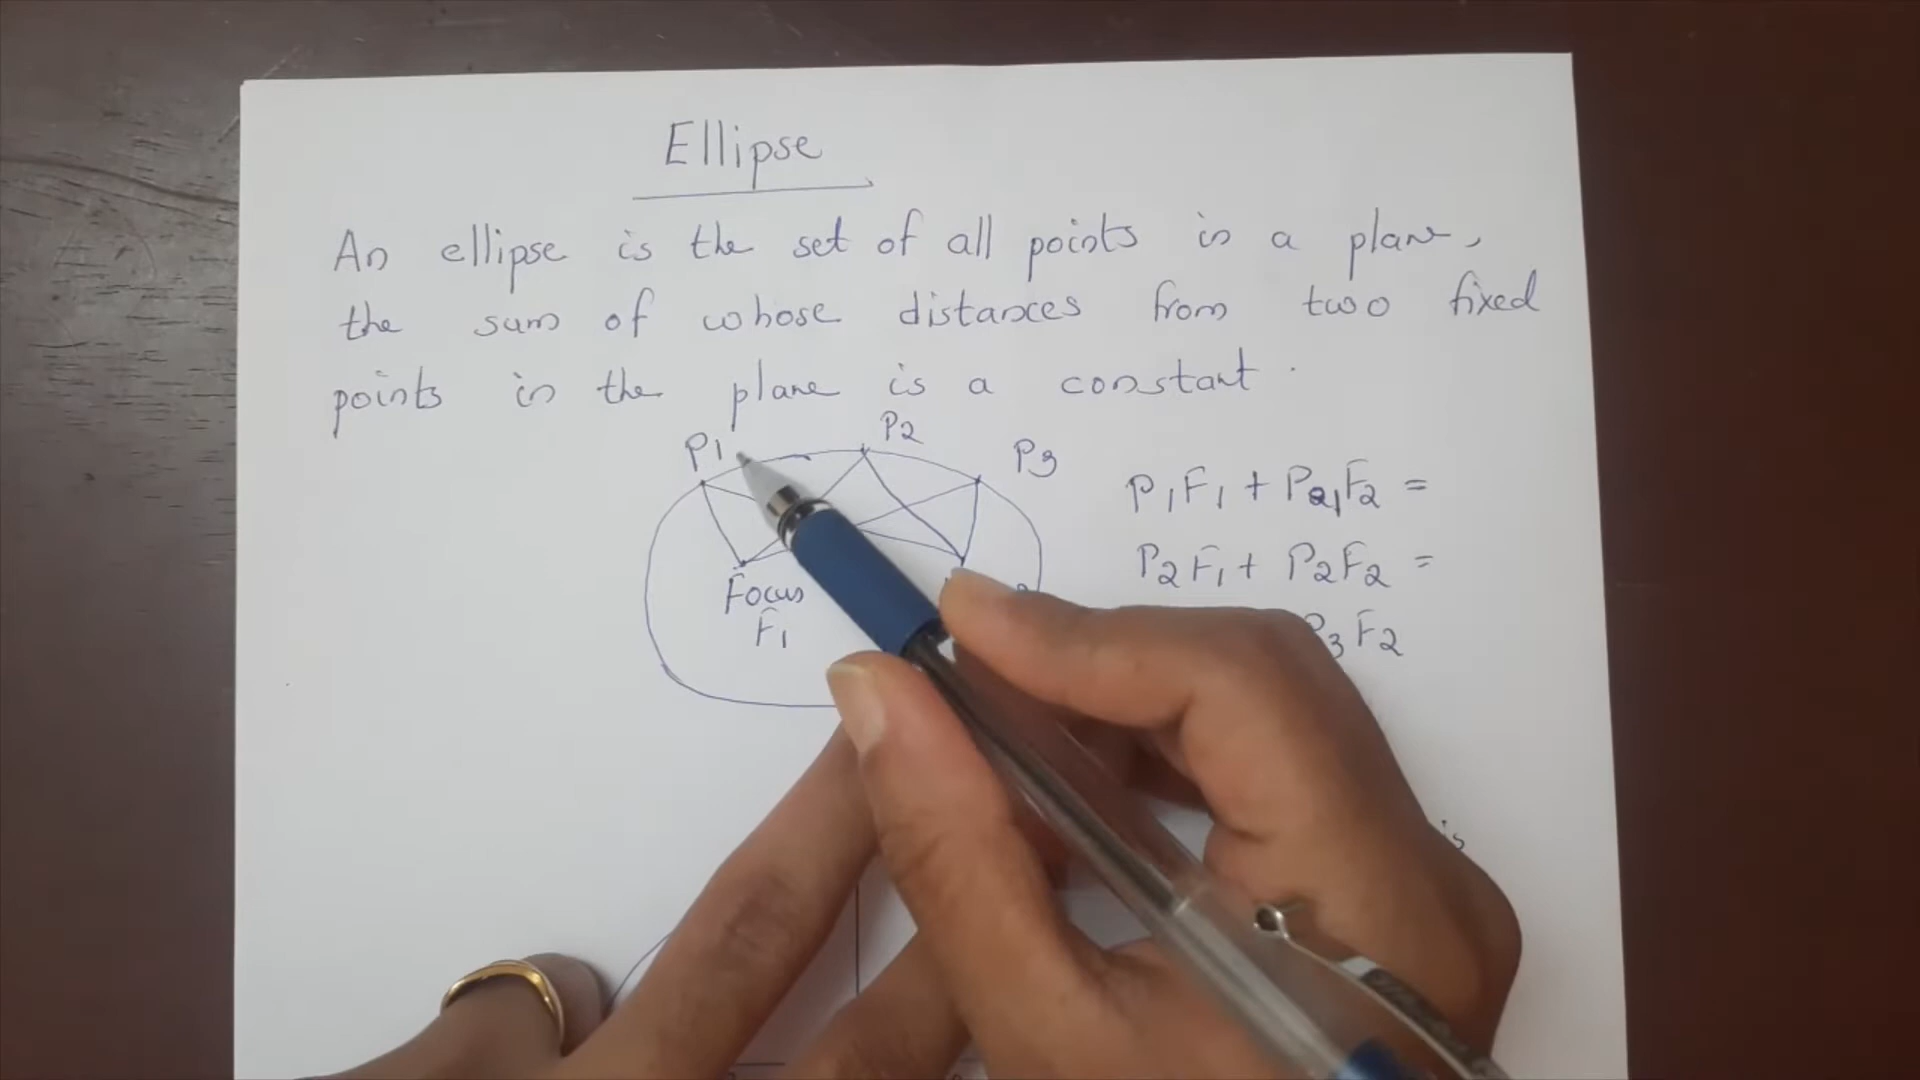 Ellipse
An ellipse is the set of all points in a plane,
the sum of whose distances from two fixed
points in the plane is a constant.
P1 P2 P3
P1F1 + P21F2 =
P2F1 + P2F2 =
P3F2
Focus
F1
is